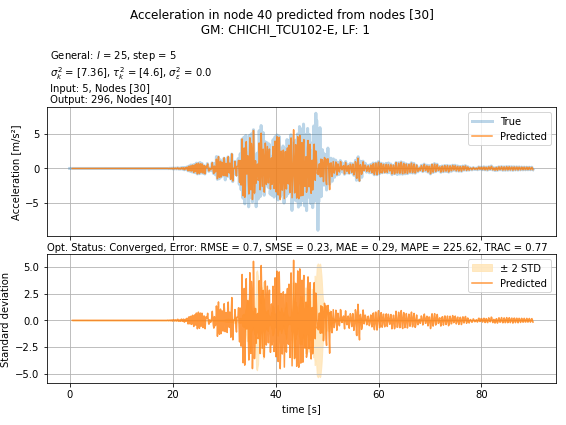 Acceleration in node 40 predicted from nodes [30]
GM: CHICHI_TCU102-E, LF: 1
General: l = 25, step = 5
σ²ₖ = [7.36], τ²ₖ = [4.6], σ²ε = 0.0
Input: 5, Nodes [30]
Output: 296, Nodes [40]
Acceleration [m/s²]
5
0
−5
True
Predicted
Opt. Status: Converged, Error: RMSE = 0.7, SMSE = 0.23, MAE = 0.29, MAPE = 225.62, TRAC = 0.77
Standard deviation
5.0
2.5
0.0
−2.5
−5.0
± 2 STD
Predicted
0 20 40 60 80
time [s]